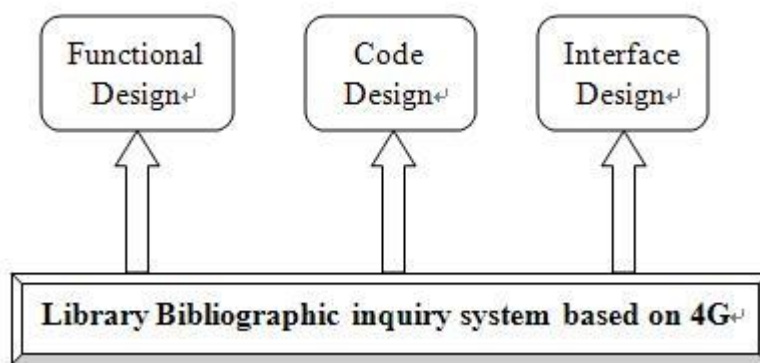 Functional
Design↵
Code
Design↵
Interface
Design↵
Library Bibliographic inquiry system based on 4G↵